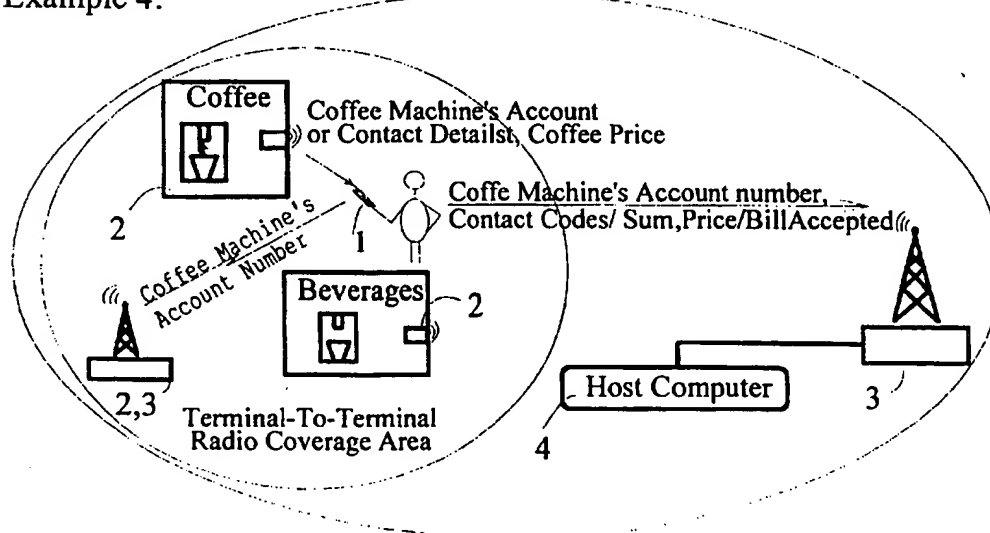 Example 4:
Coffee
Coffee Machine's Account
or Contact Detailst, Coffee Price
2
1
Coffe Machine's Account number,
Contact Codes/ Sum,Price/BillAccepted
Coffee Machine's
Account Number
Beverages
2
2,3
Terminal-To-Terminal
Radio Coverage Area
Host Computer
4
3